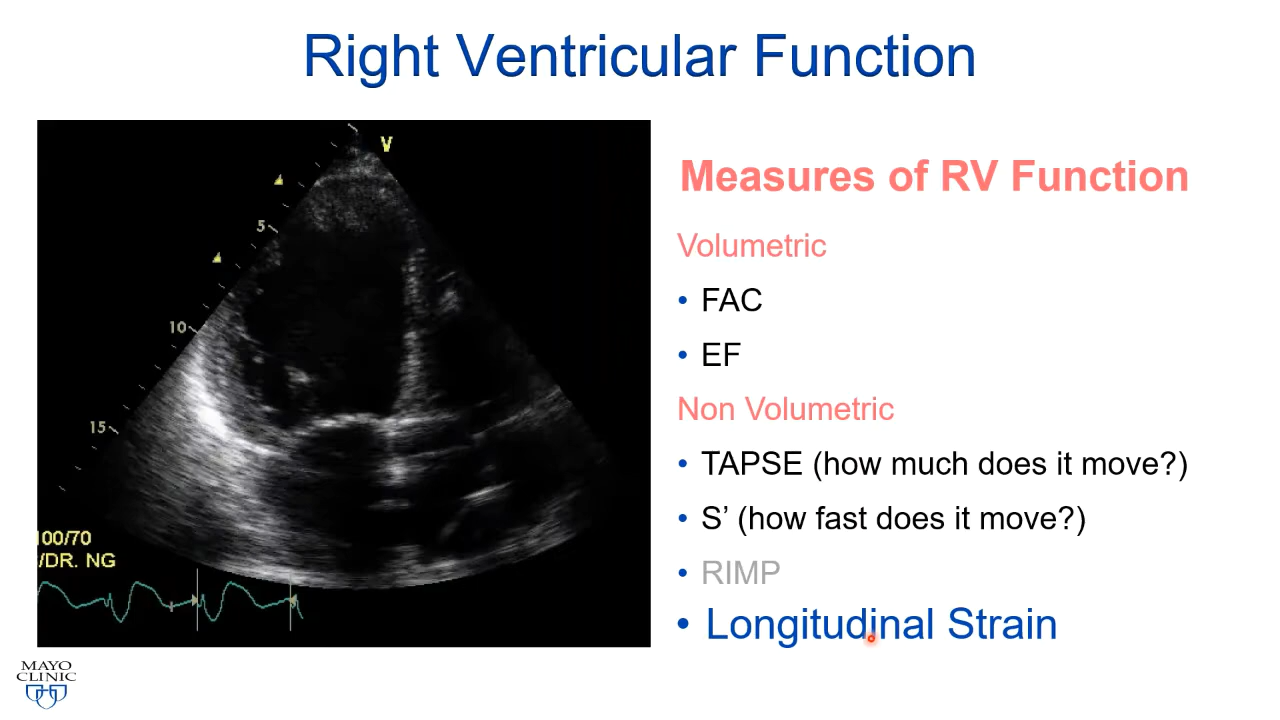 Right Ventricular Function
V
5
10
15
100/70
/DR. NG
Measures of RV Function
Volumetric
• FAC
• EF
Non Volumetric
• TAPSE (how much does it move?)
• S’ (how fast does it move?)
• RIMP
• Longitudinal Strain
MAYO
CLINIC